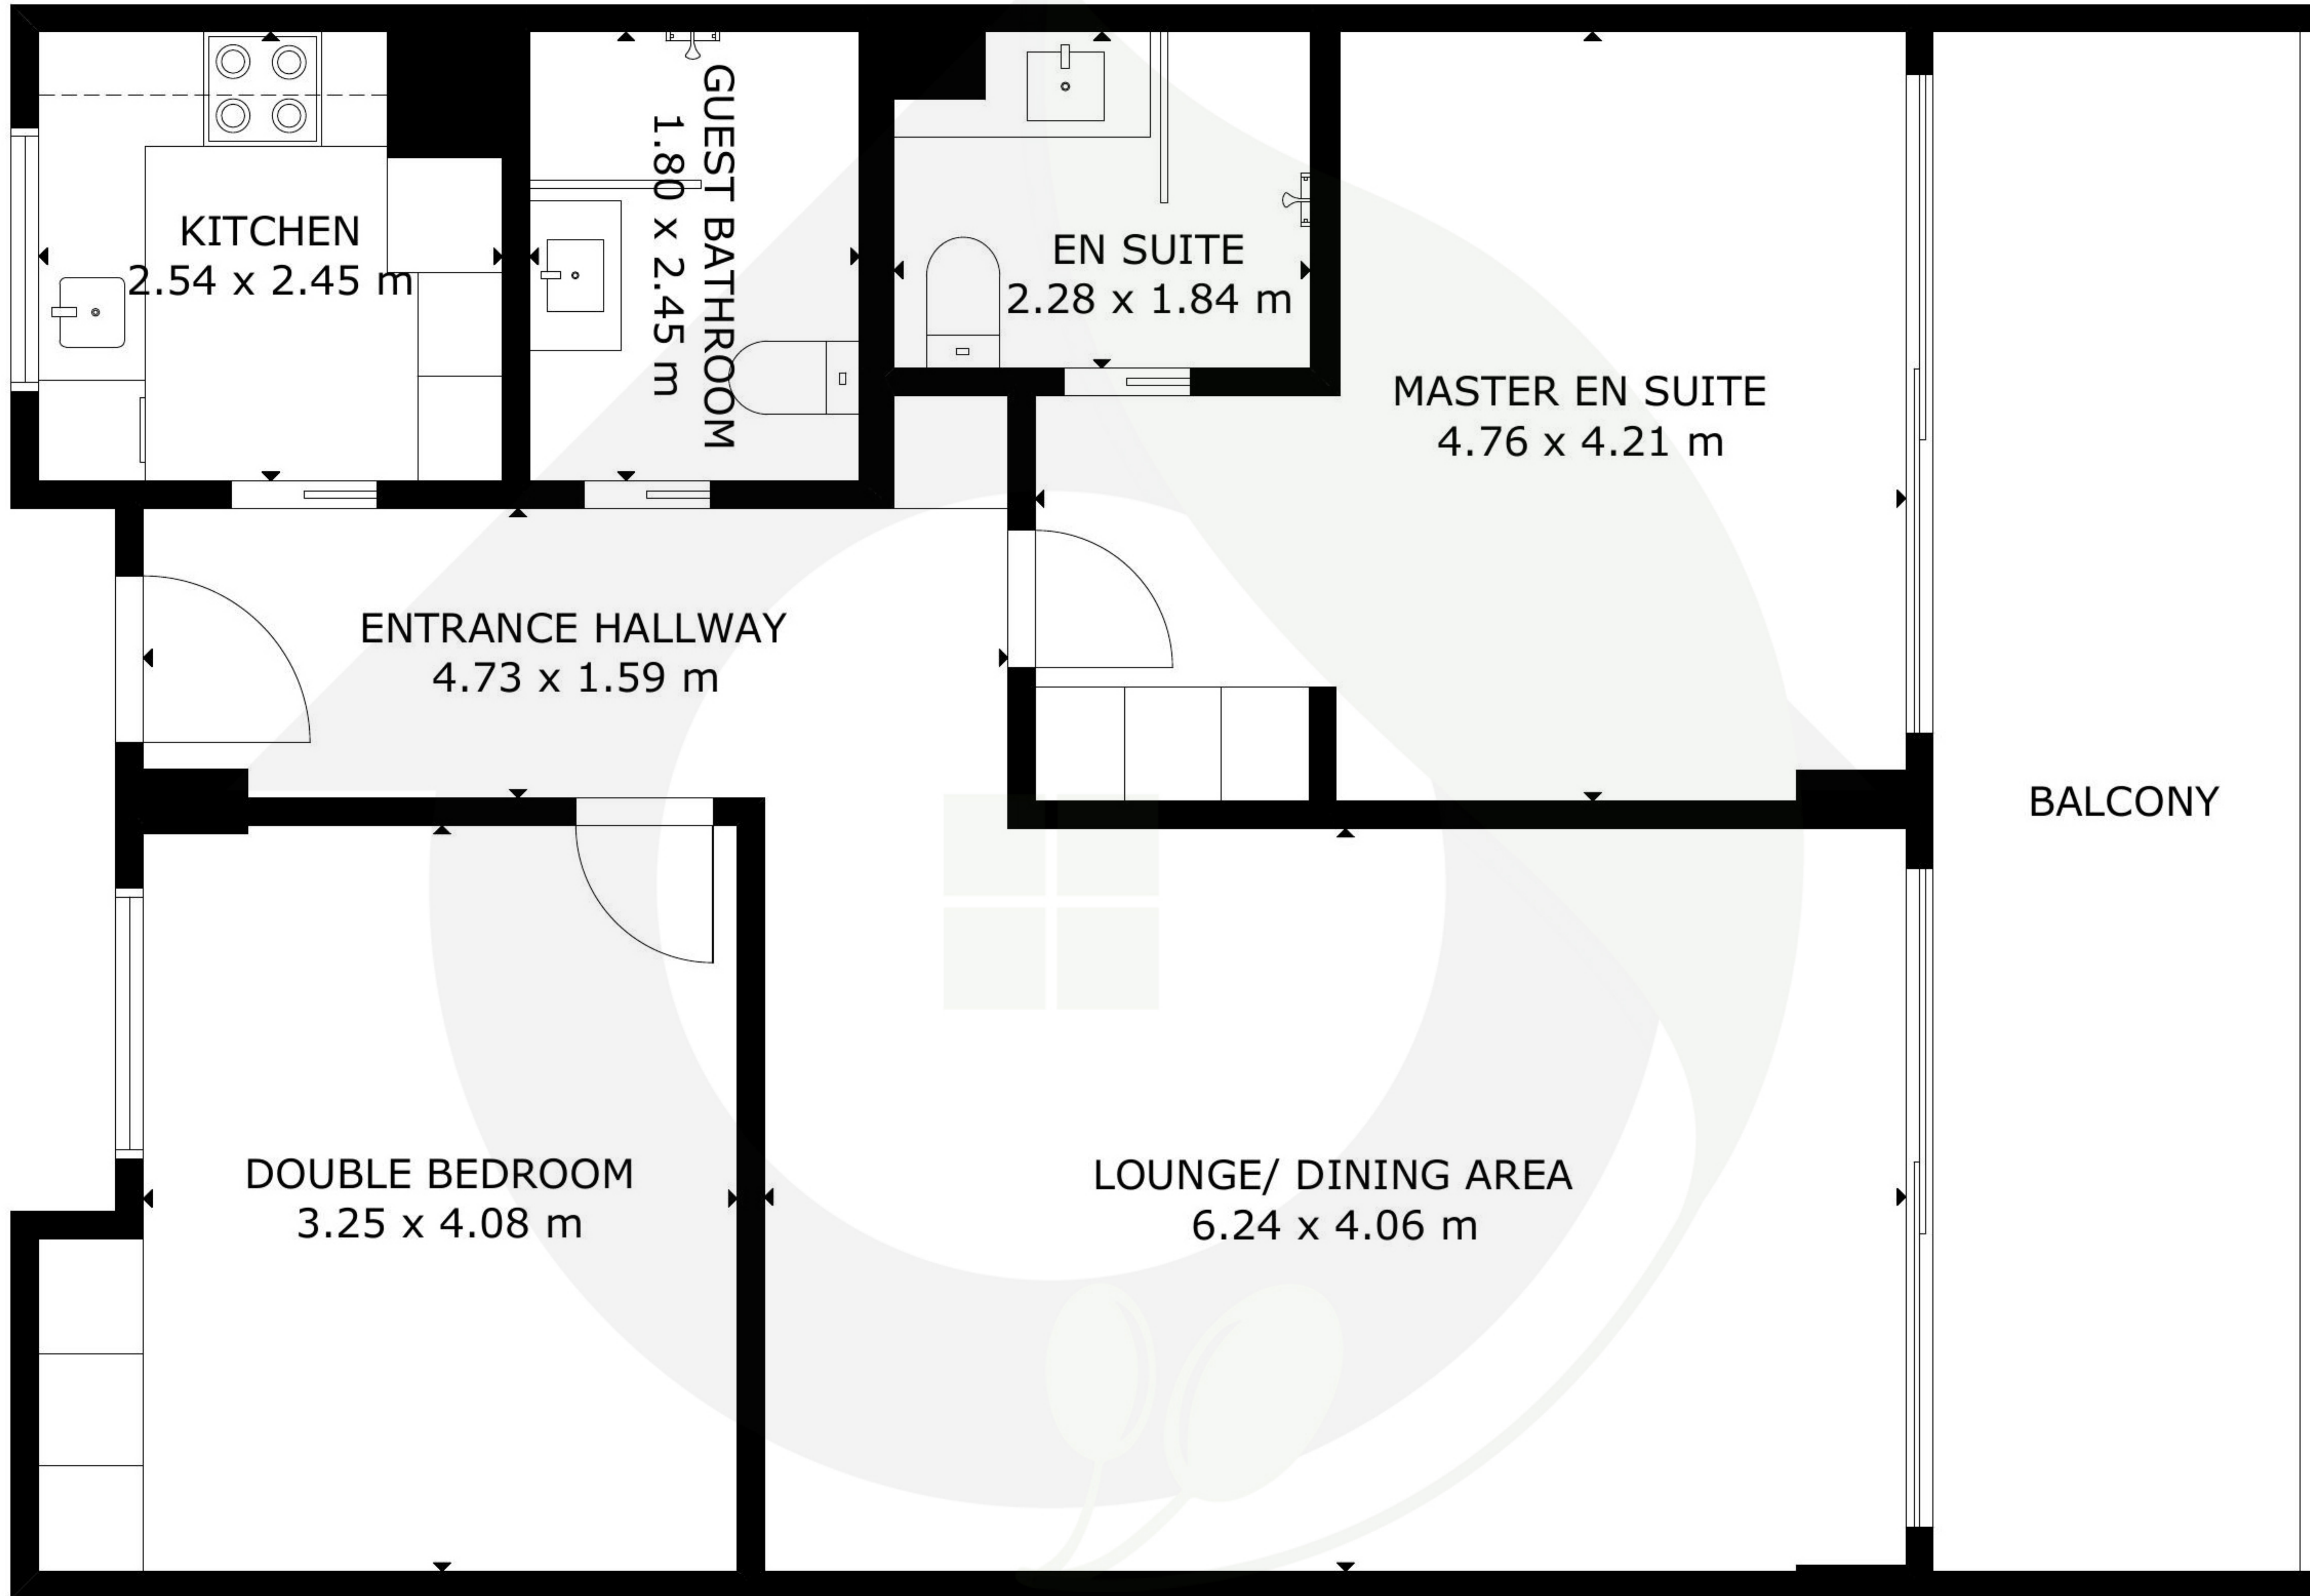 KITCHEN
2.54 x 2.45 m
GUEST BATHROOM
1.80 x 2.45 m
EN SUITE
2.28 x 1.84 m
MASTER EN SUITE
4.76 x 4.21 m
ENTRANCE HALLWAY
4.73 x 1.59 m
BALCONY
DOUBLE BEDROOM
3.25 x 4.08 m
LOUNGE/ DINING AREA
6.24 x 4.06 m